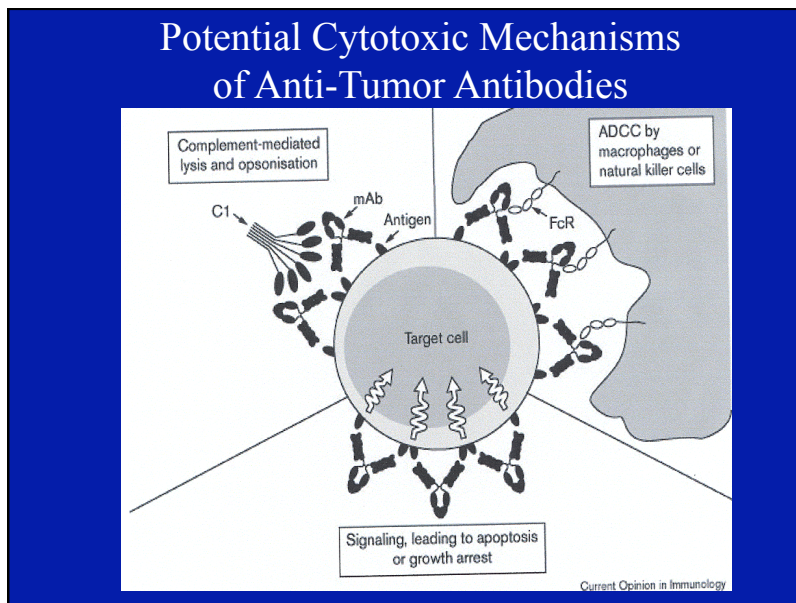 Potential Cytotoxic Mechanisms
of Anti-Tumor Antibodies
Complement-mediated
lysis and opsonisation
ADCC by
macrophages or
natural killer cells
C1
mAb
Antigen
FcR
Target cell
Signaling, leading to apoptosis
or growth arrest
Current Opinion in Immunology